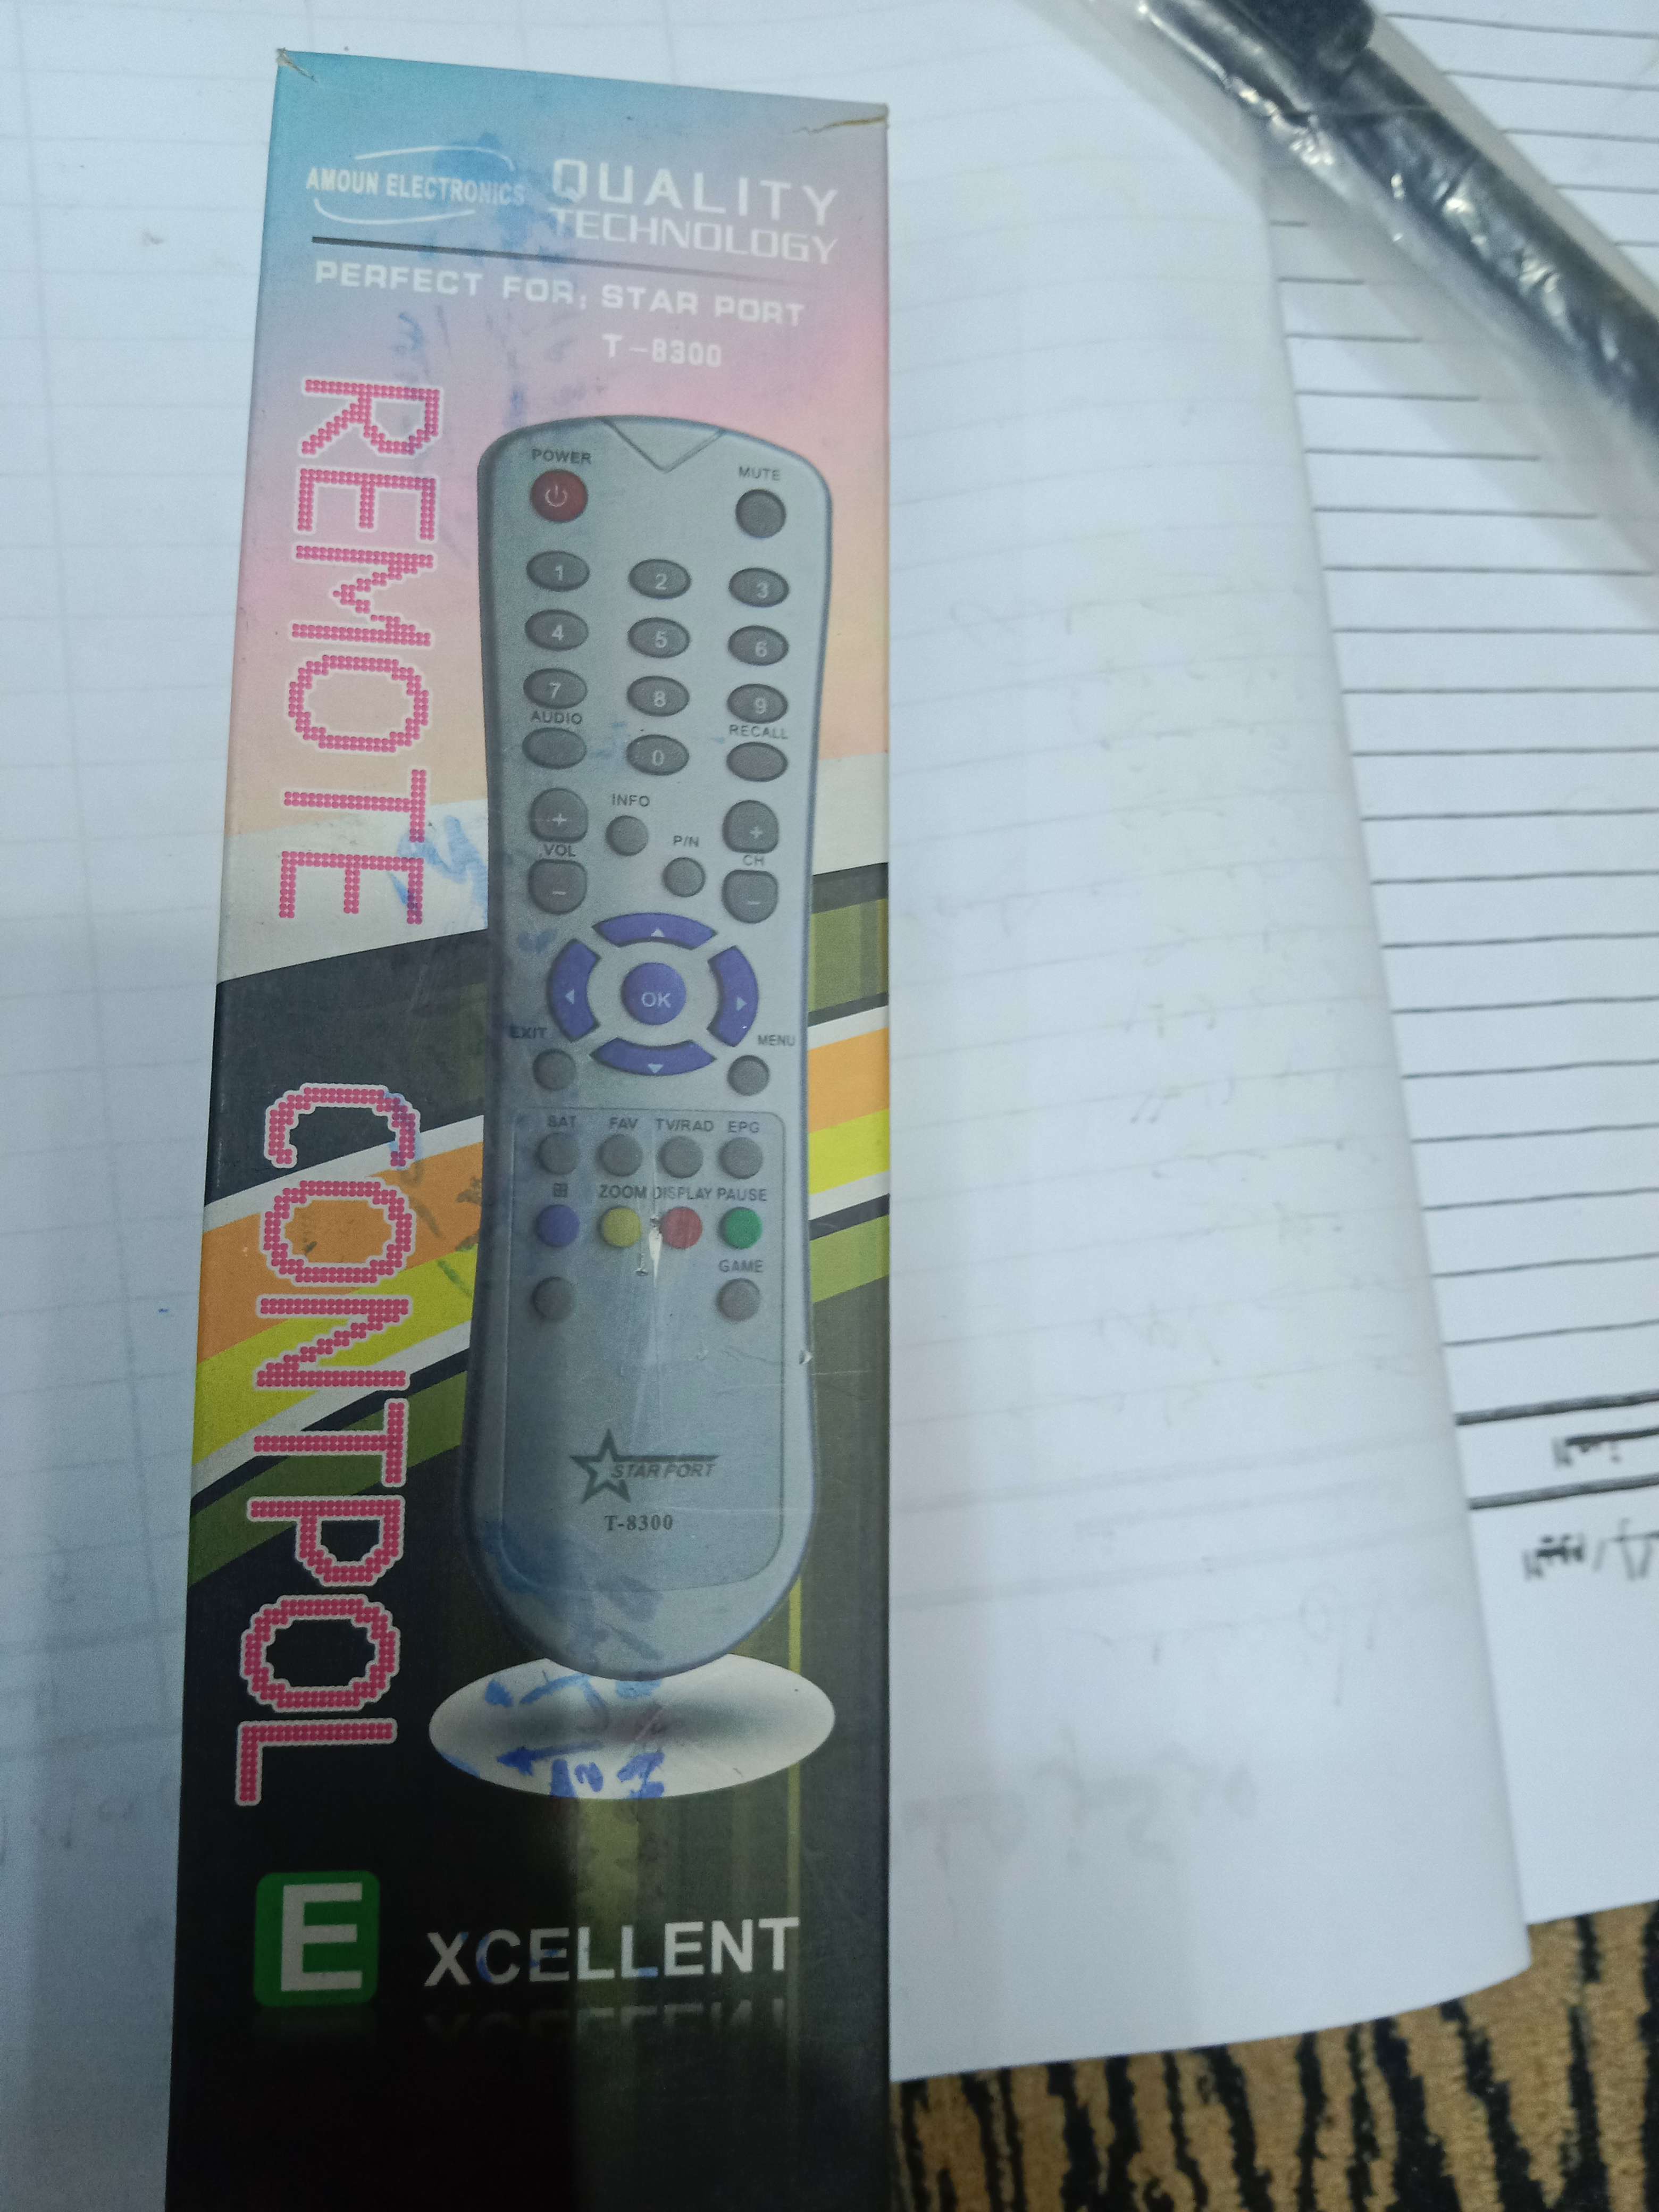 AMOUN ELECTRONICS
QUALITY
TECHNOLOGY
PERFECT FOR: STAR PORT
T-8300
REMOTE CONTPOL
POWER
MUTE
1 2 3
4 5 6
7 8 9
AUDIO
RECALL
0
INFO
+ +
P/N
VOL
CH
- -
OK
EXIT
MENU
SAT FAV TV/RAD EPG
ZOOM DISPLAY PAUSE
GAME
STAR PORT
T-8300
EXCELLENT